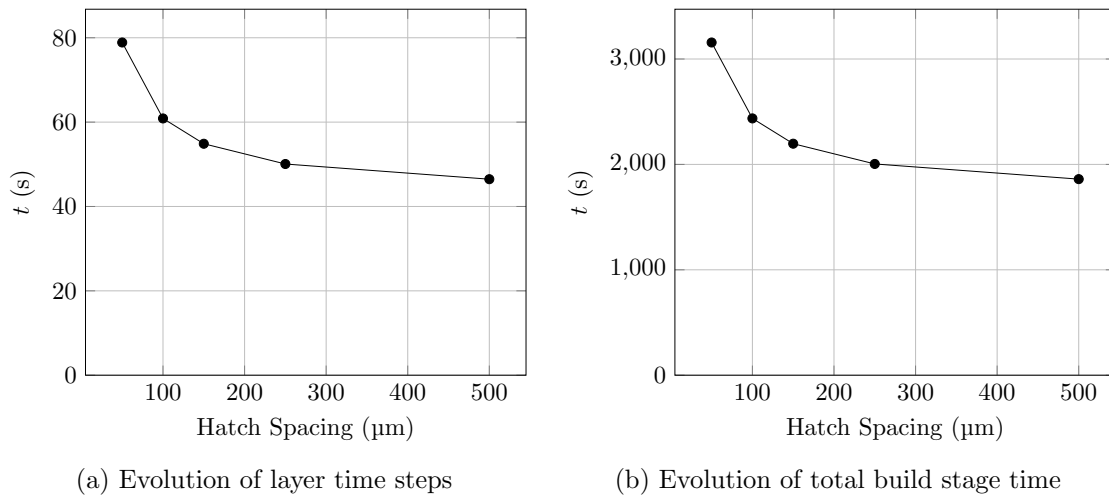 80
60
40
20
0
t (s)
100 200 300 400 500
Hatch Spacing (µm)
(a) Evolution of layer time steps
3,000
2,000
1,000
0
t (s)
100 200 300 400 500
Hatch Spacing (µm)
(b) Evolution of total build stage time